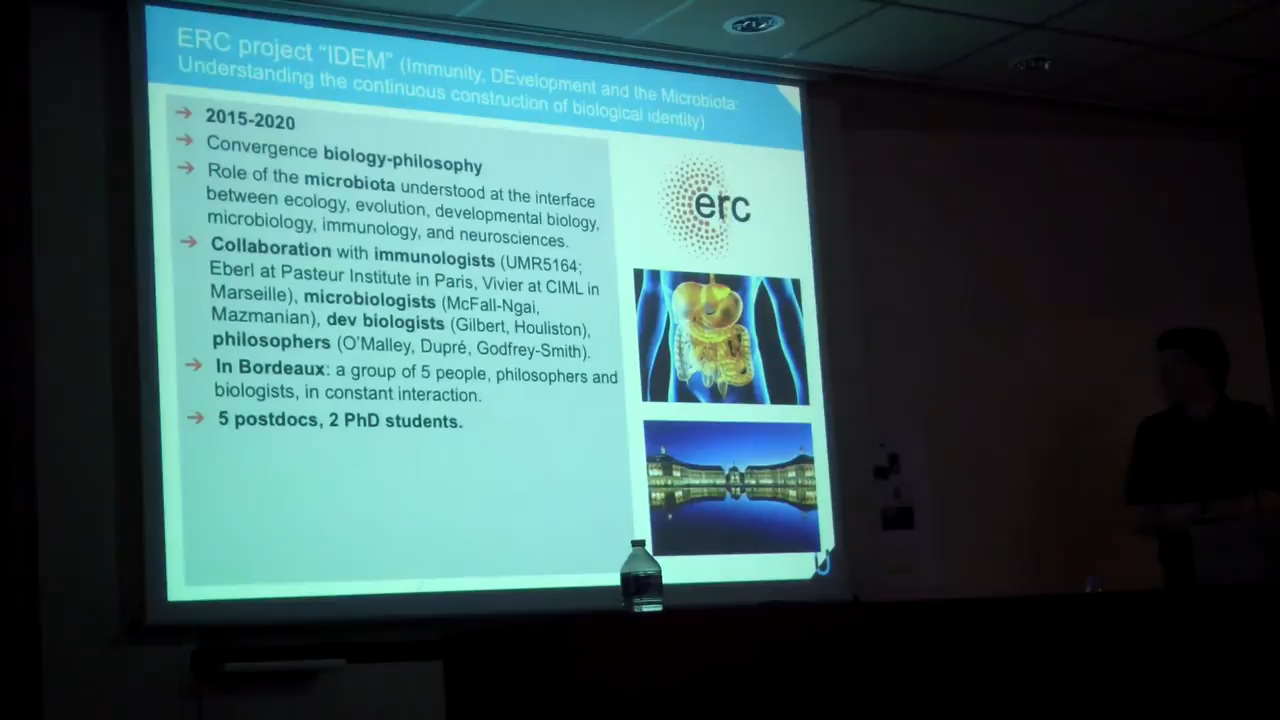 ERC project “IDEM” (Immunity, DEvelopment and the Microbiota:
Understanding the continuous construction of biological identity)
→ 2015-2020
→ Convergence biology-philosophy
→ Role of the microbiota understood at the interface
between ecology, evolution, developmental biology,
microbiology, immunology, and neurosciences.
→ Collaboration with immunologists (UMR5164;
Eberl at Pasteur Institute in Paris, Vivier at CIML in
Marseille), microbiologists (McFall-Ngai,
Mazmanian), dev biologists (Gilbert, Houliston),
philosophers (O’Malley, Dupré, Godfrey-Smith).
→ In Bordeaux: a group of 5 people, philosophers and
biologists, in constant interaction.
→ 5 postdocs, 2 PhD students.
erc